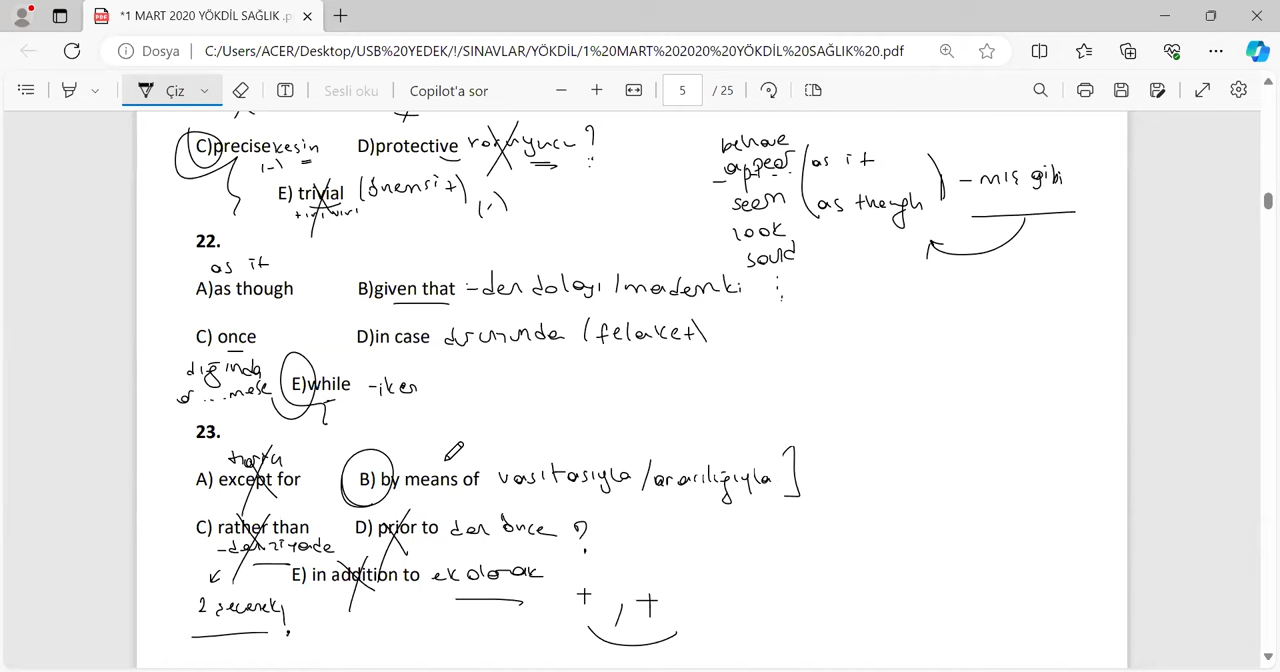 *1 MART 2020 YÖKDİL SAĞLIK .p
Dosya C:/Users/ACER/Desktop/USB%20YEDEK/!/SINAVLAR/YÖKDİL/1%20MART%202020%20YÖKDİL%20SAĞLIK%20.pdf
Çiz Sesli oku Copilot'a sor 5 / 25
C)precise kesin D)protective koruyucu ?
(-)
E) trivial (önemsiz) (-)
behave
appear
seem
look
sound
as if
as though
-mış gibi
22.
as if
A)as though B)given that -den dolayı / mademki
C) once D)in case durumunda (felaket)
dığında
E)while -iken
23.
A) except for B) by means of vasıtasıyla / aracılığıyla
C) rather than D) prior to den önce ?
-den ziyade
E) in addition to ek olarak
2 seçenek
+ , +